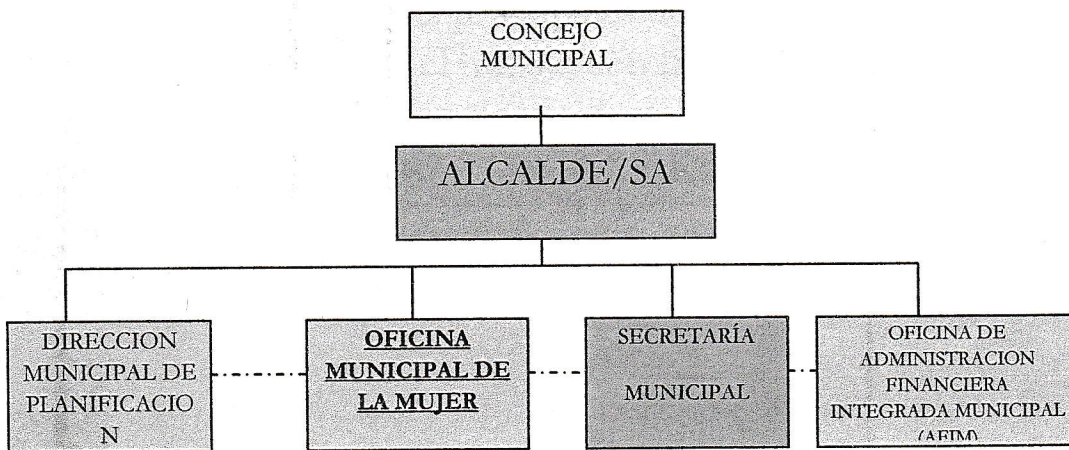 CONCEJO
MUNICIPAL
ALCALDE/SA
DIRECCION
MUNICIPAL DE
PLANIFICACIO
N
OFICINA
MUNICIPAL DE
LA MUJER
SECRETARÍA
MUNICIPAL
OFICINA DE
ADMINISTRACION
FINANCIERA
INTEGRADA MUNICIPAL
(AFIM)